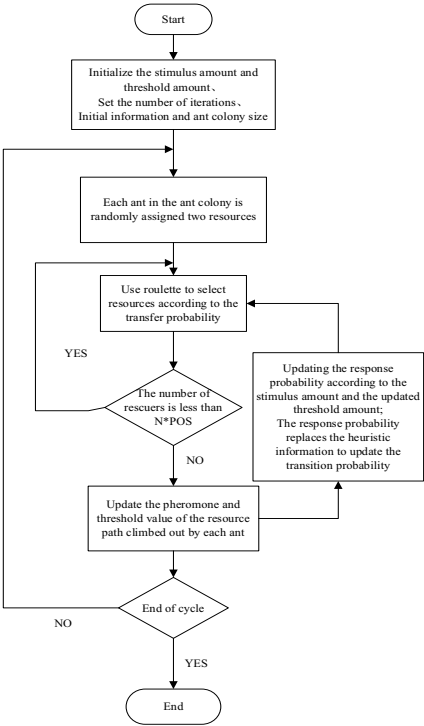 Start
Initialize the stimulus amount and
threshold amount、
Set the number of iterations、
Initial information and ant colony size
Each ant in the ant colony is
randomly assigned two resources
Use roulette to select
resources according to the
transfer probability
YES
Updating the response
probability according to the
stimulus amount and the updated
threshold amount;
The response probability
replaces the heuristic
information to update the
transition probability
The number of
rescuers is less than
N*POS
NO
Update the pheromone and
threshold value of the resource
path climbed out by each ant
End of cycle
NO
YES
End